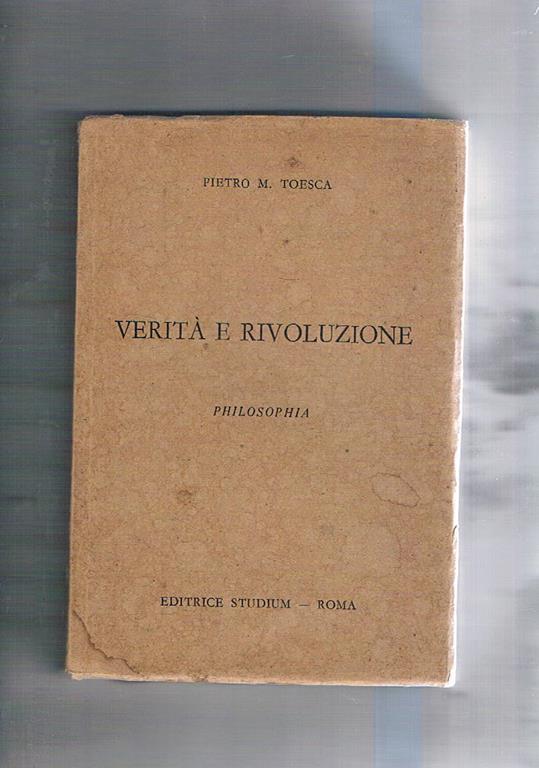 PIETRO M. TOESCA
VERITÀ E RIVOLUZIONE
PHILOSOPHIA
EDITRICE STUDIUM — ROMA